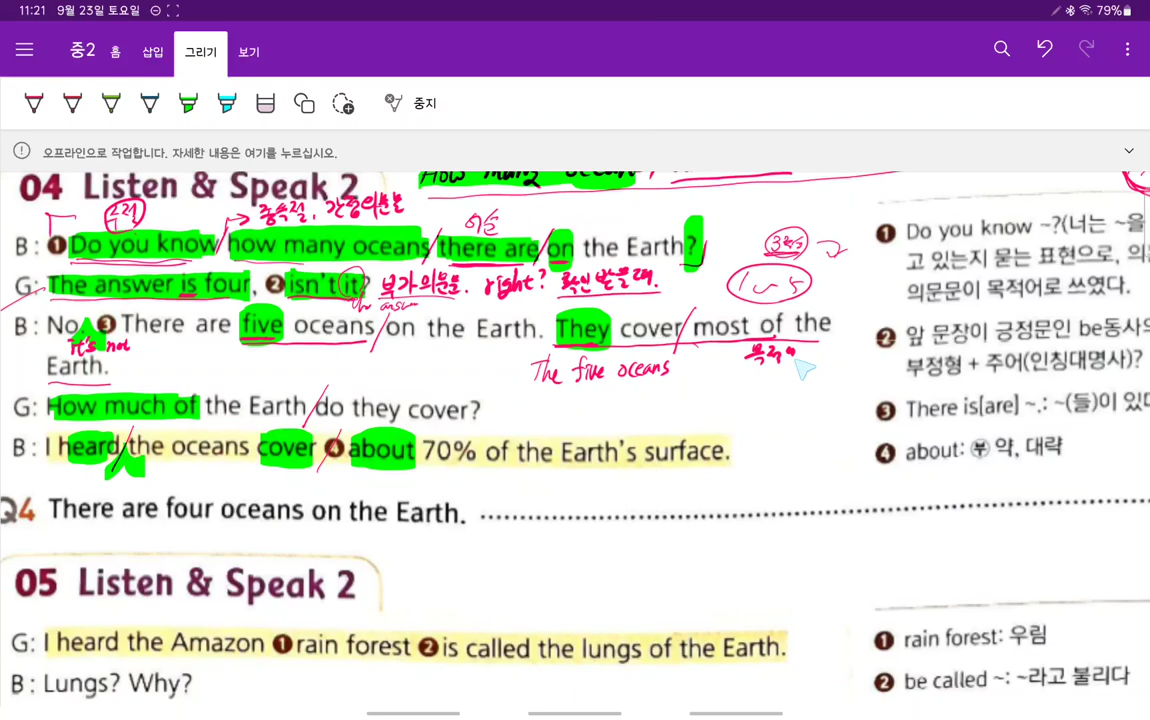 11:21 9월 23일 토요일 79%
중2 홈 삽입 그리기 보기
중지
오프라인으로 작업합니다. 자세한 내용은 여기를 누르십시오.
How many
04 Listen & Speak 2
종속절, 간접의문문
B: ❶Do you know how many oceans there are on the Earth?
G: The answer is four, ❷isn't it? 부가의문문. right? 확인 받을 때.
1~5
B: No, ❸There are five oceans on the Earth. They cover most of the
it's not
Earth.
The five oceans
G: How much of the Earth do they cover?
B: I heard the oceans cover ❹about 70% of the Earth's surface.
Q4 There are four oceans on the Earth.
05 Listen & Speak 2
G: I heard the Amazon ❶rain forest ❷is called the lungs of the Earth.
B: Lungs? Why?
❶ Do you know ~?(너는 ~을
고 있는지 묻는 표현으로, 의
의문문이 목적어로 쓰였다.
❷ 앞 문장이 긍정문인 be동사의
부정형 + 주어(인칭대명사)?
❸ There is[are] ~.: ~(들)이 있다
❹ about: 부 약, 대략
❶ rain forest: 우림
❷ be called ~: ~라고 불리다